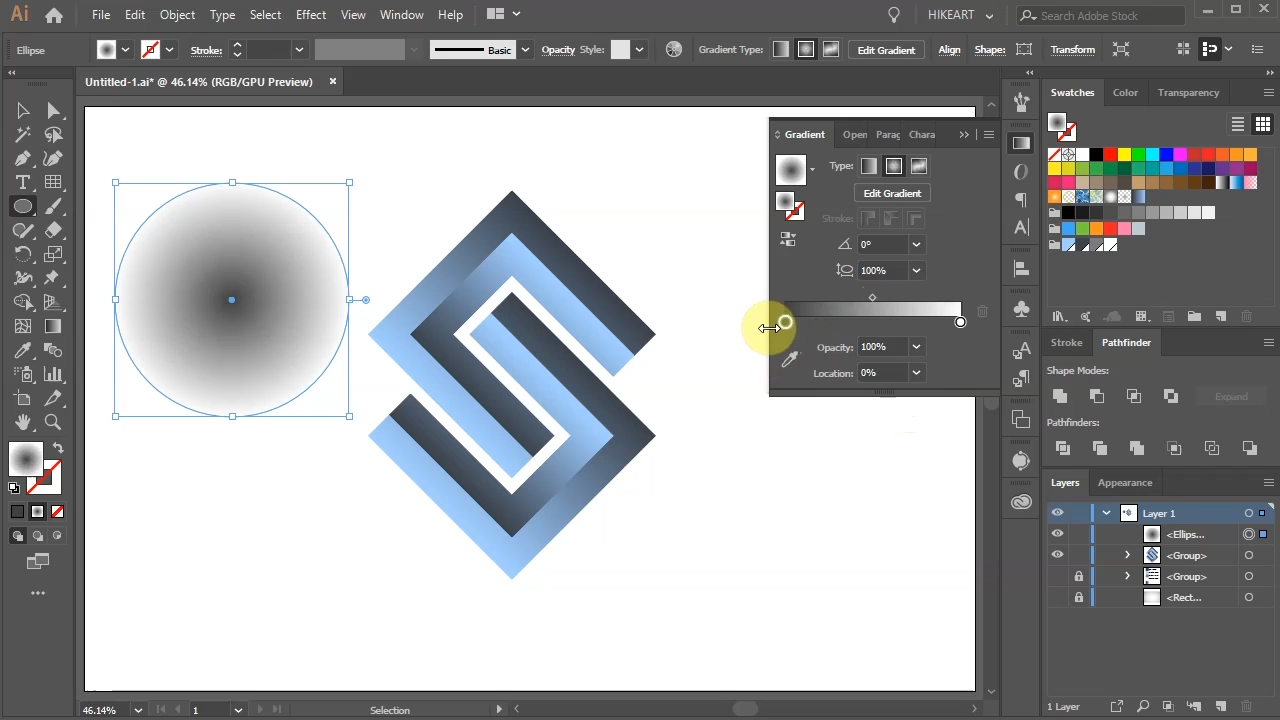 Ai File Edit Object Type Select Effect View Window Help HIKEART Search Adobe Stock
Ellipse Stroke: Basic Opacity Style: Gradient Type: Edit Gradient Align Shape: Transform
Untitled-1.ai* @ 46.14% (RGB/GPU Preview) ×
Gradient Open Parag Chara
Type:
Edit Gradient
Stroke:
0°
100%
Opacity: 100%
Location: 0%
Swatches Color Transparency
Stroke Pathfinder
Shape Modes:
Expand
Pathfinders:
Layers Appearance
Layer 1
<Ellips...
<Group>
<Group>
<Rect...
1 Layer
46.14% 1 Selection